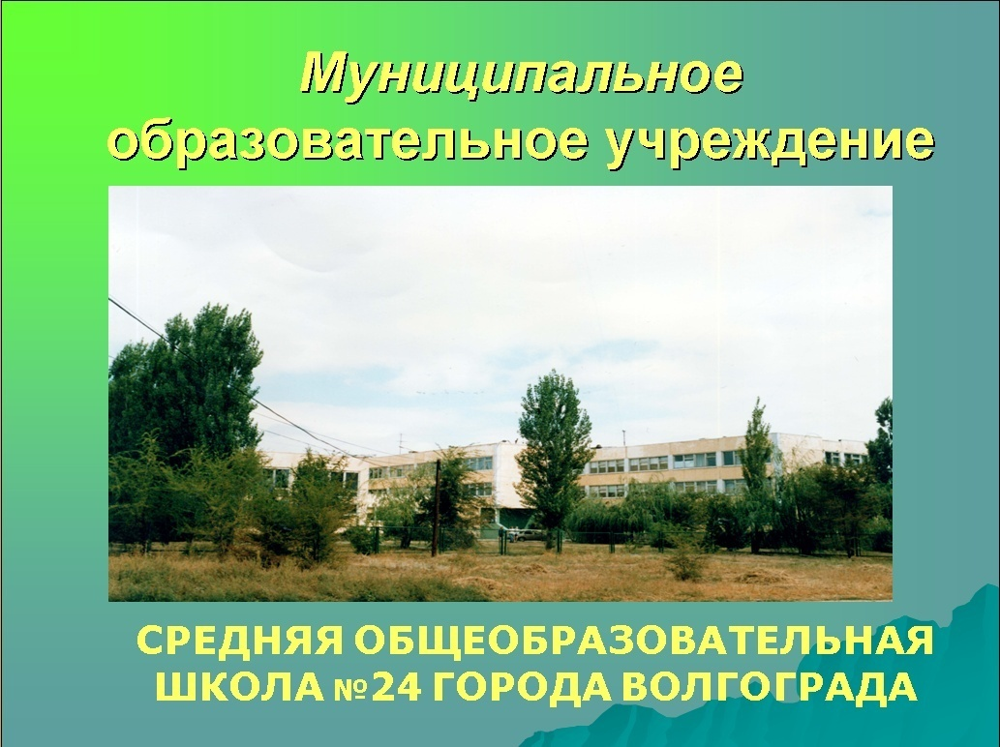 Муниципальное
образовательное учреждение
СРЕДНЯЯ ОБЩЕОБРАЗОВАТЕЛЬНАЯ
ШКОЛА №24 ГОРОДА ВОЛГОГРАДА